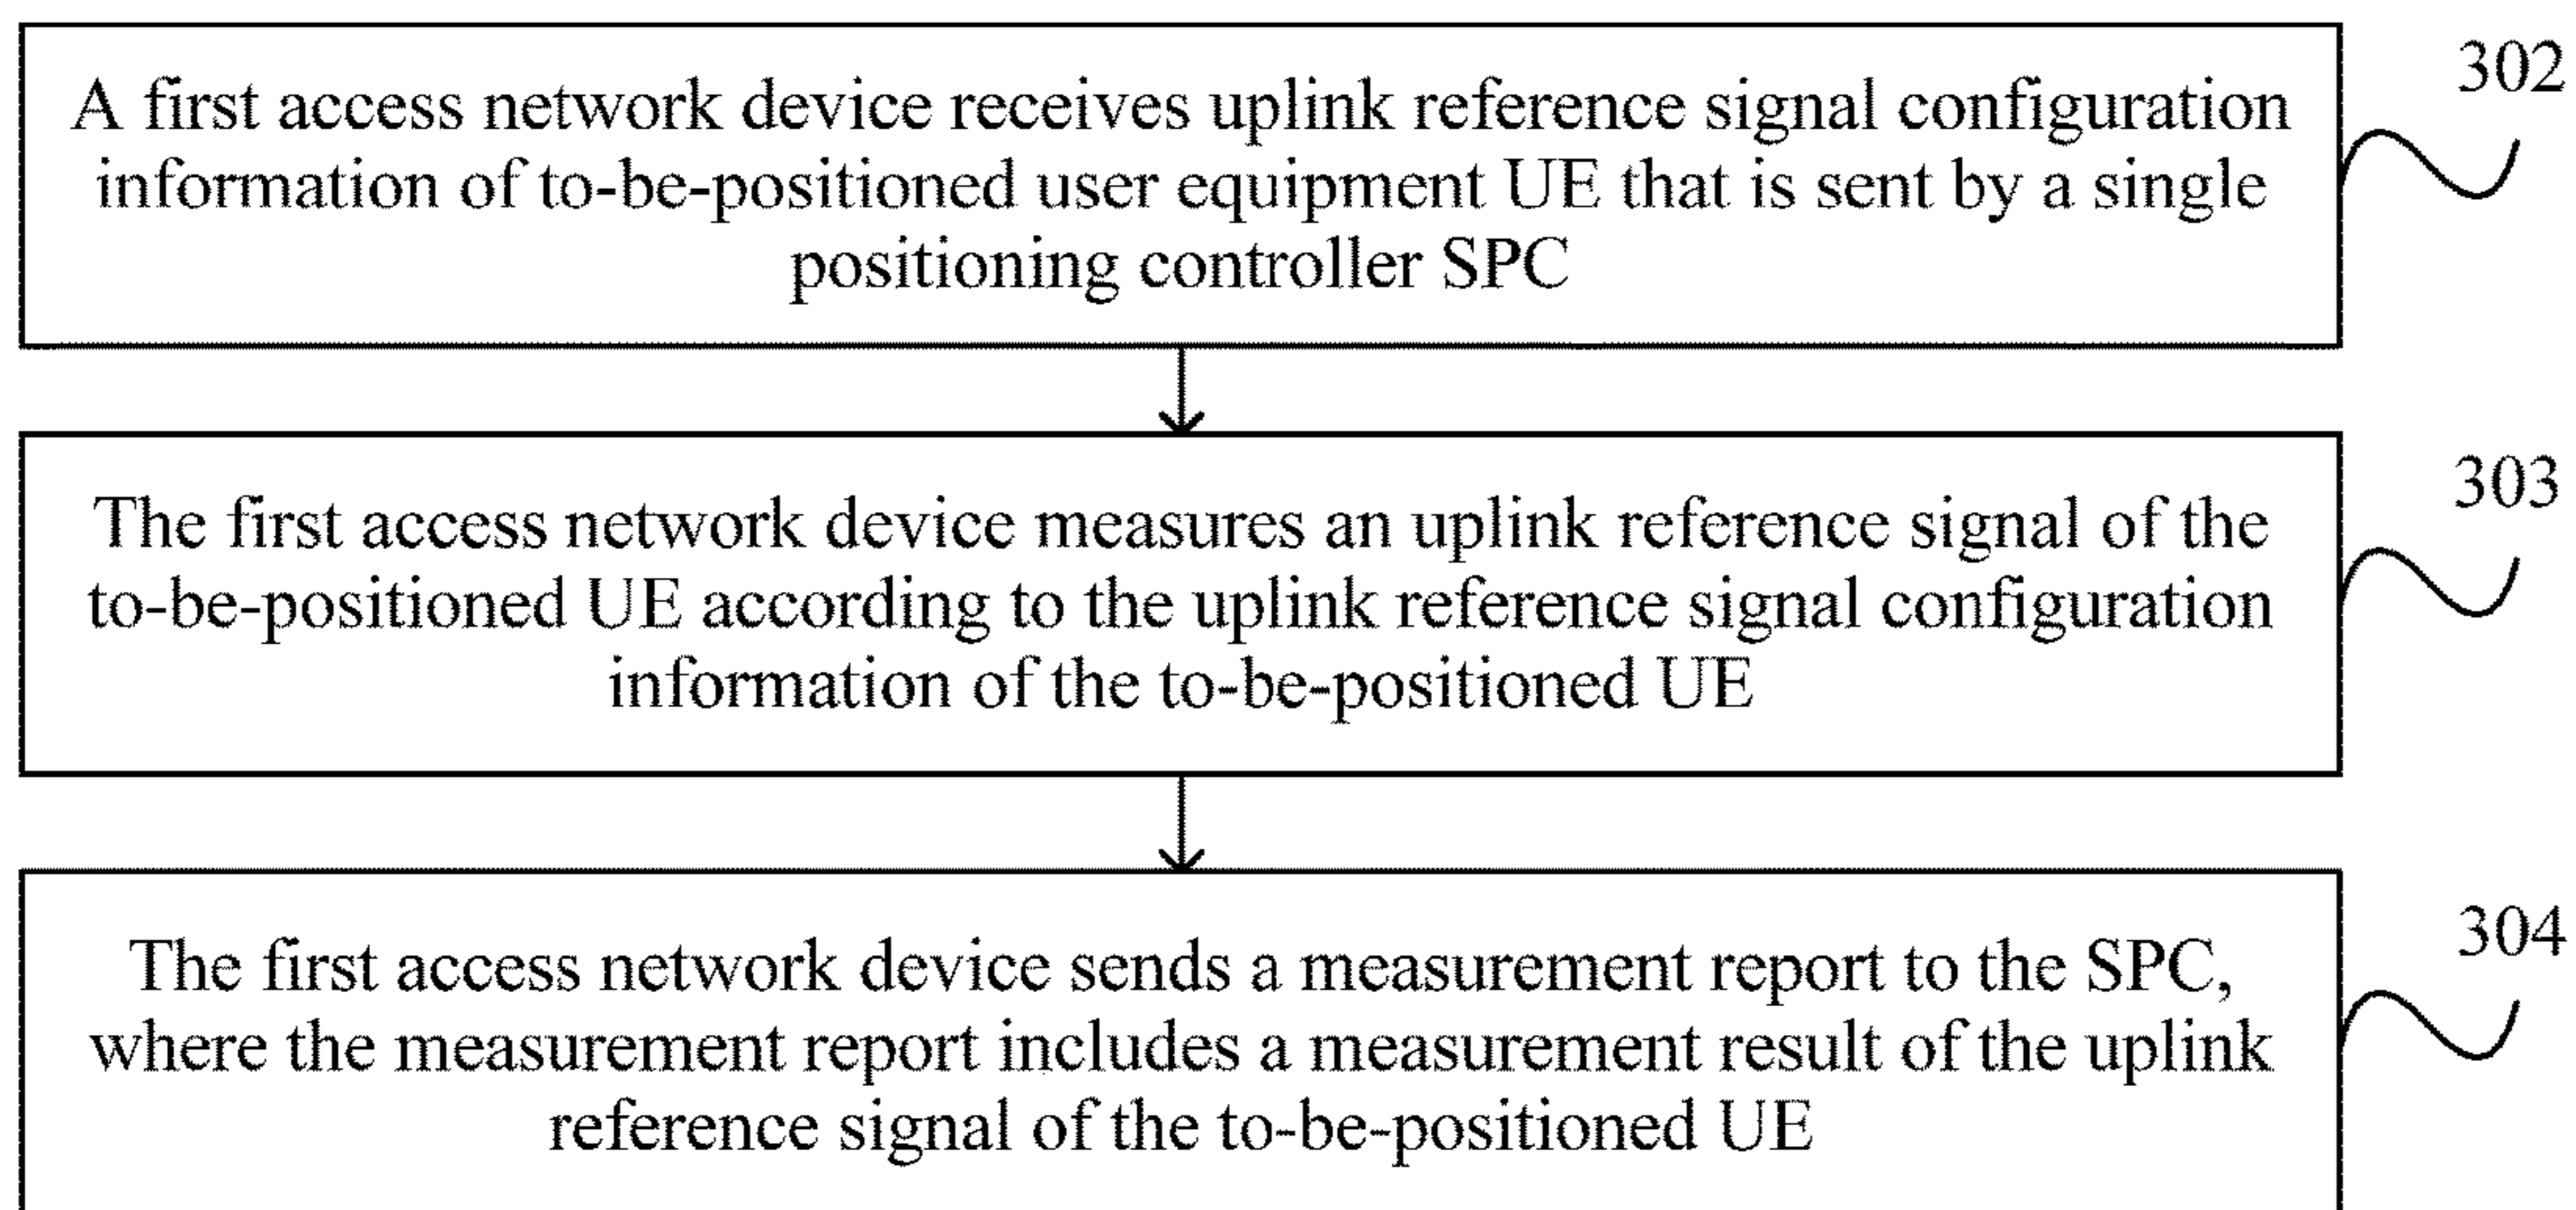 A first access network device receives uplink reference signal configuration
information of to-be-positioned user equipment UE that is sent by a single
positioning controller SPC
302
The first access network device measures an uplink reference signal of the
to-be-positioned UE according to the uplink reference signal configuration
information of the to-be-positioned UE
303
The first access network device sends a measurement report to the SPC,
where the measurement report includes a measurement result of the uplink
reference signal of the to-be-positioned UE
304